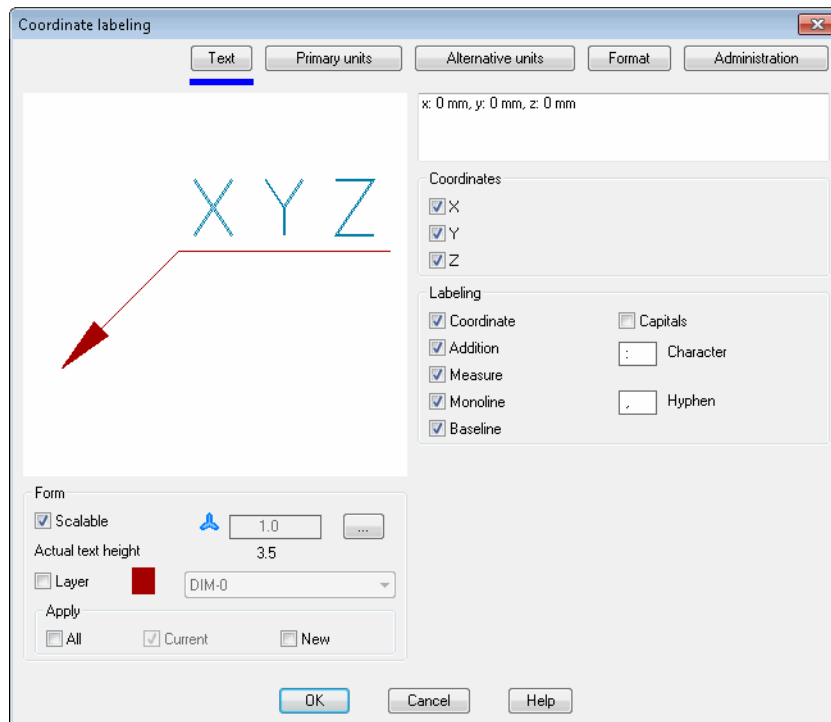 Coordinate labeling
Text Primary units Alternative units Format Administration
X Y Z
x: 0 mm, y: 0 mm, z: 0 mm
Coordinates
X
Y
Z
Labeling
Coordinate Capitals
Addition : Character
Measure
Monoline , Hyphen
Baseline
Form
Scalable 1.0 ...
Actual text height 3.5
Layer DIM-0
Apply
All Current New
OK Cancel Help